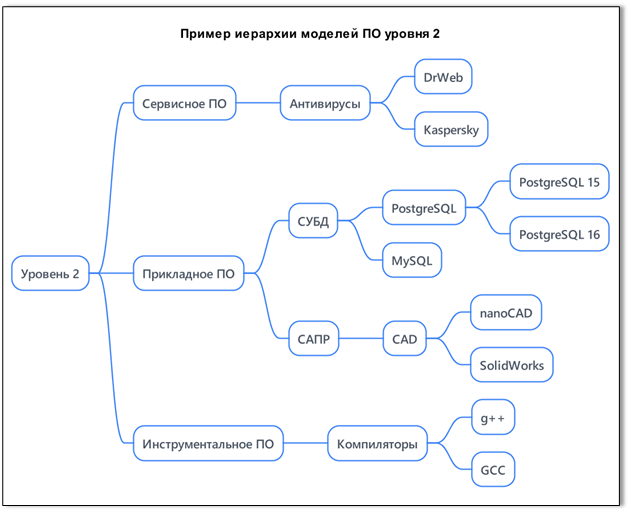 Пример иерархии моделей ПО уровня 2
Уровень 2
Сервисное ПО
Антивирусы
DrWeb
Kaspersky
Прикладное ПО
СУБД
PostgreSQL
PostgreSQL 15
PostgreSQL 16
MySQL
САПР
CAD
nanoCAD
SolidWorks
Инструментальное ПО
Компиляторы
g++
GCC